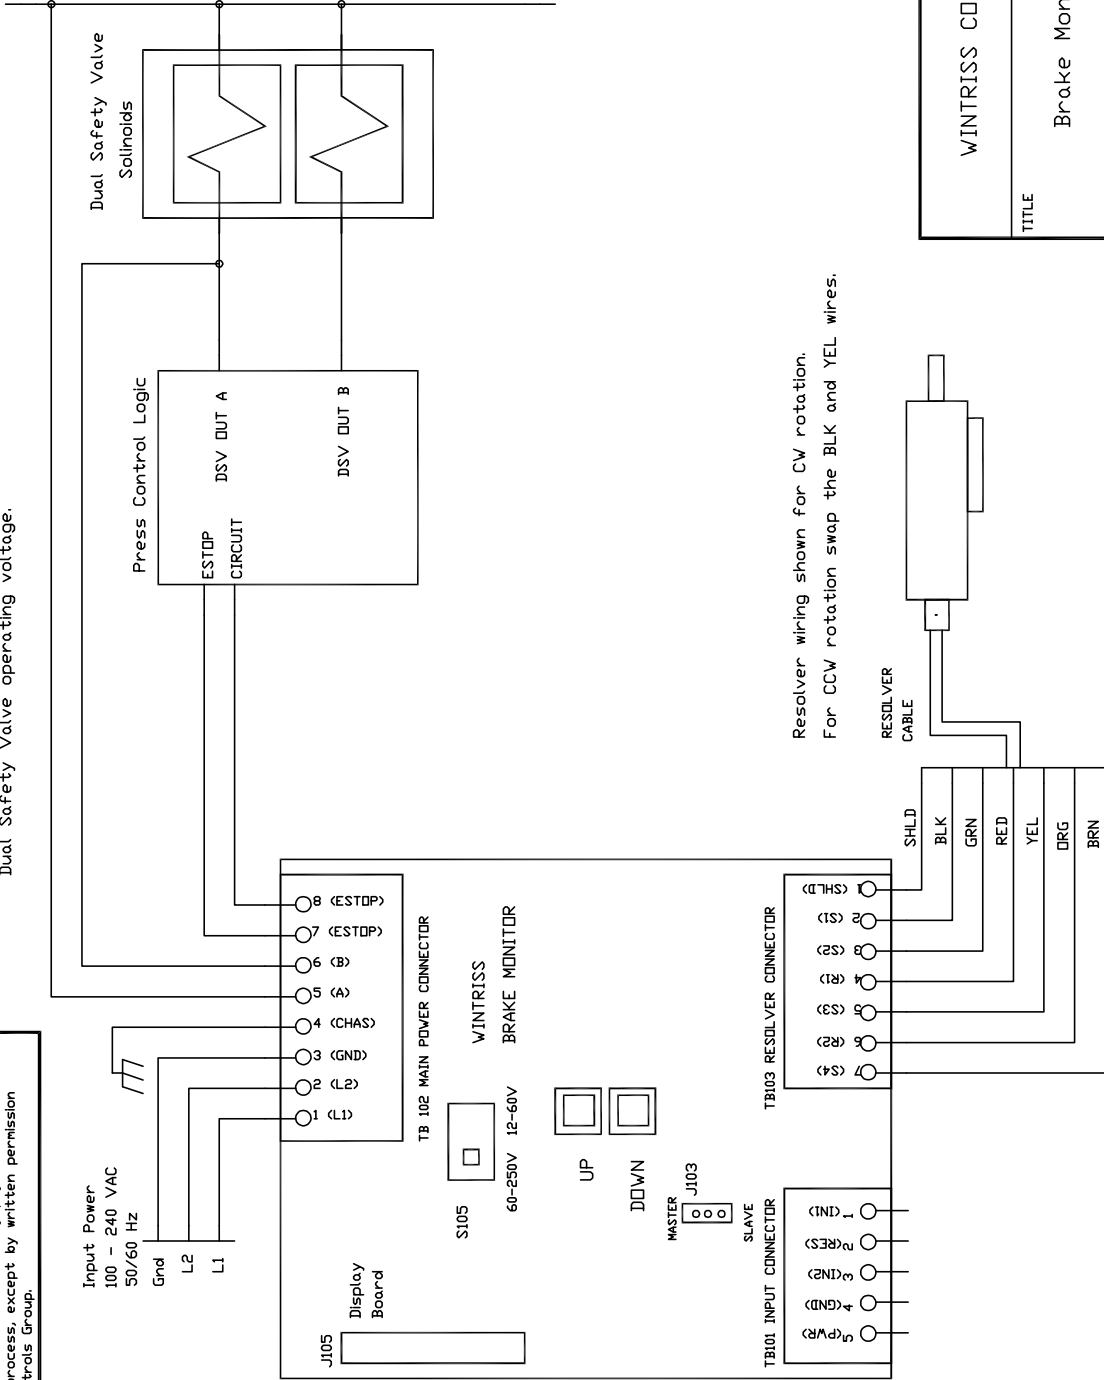 Dual Safety Valve operating voltage.
process, except by written permission
trols Group.
Dual Safety Valve
Solinoids
Press Control Logic
DSV OUT A
DSV OUT B
ESTOP
CIRCUIT
Input Power
100 - 240 VAC
50/60 Hz
Gnd
L2
L1
8 (ESTOP)
7 (ESTOP)
6 (B)
5 (A)
4 (CHAS)
3 (GND)
2 (L2)
1 (L1)
TB 102 MAIN POWER CONNECTOR
WINTRISS
BRAKE MONITOR
S105
60-250V 12-60V
UP
DOWN
MASTER
J103
SLAVE
J105
Display
Board
TB103 RESOLVER CONNECTOR
1 (SHLD)
2 (S1)
3 (S2)
4 (R1)
5 (S3)
6 (R2)
7 (S4)
TB101 INPUT CONNECTOR
1 (IN1)
2 (RES)
3 (IN2)
4 (GND)
5 (PWR)
SHLD
BLK
GRN
RED
YEL
ORG
BRN
RESOLVER
CABLE
Resolver wiring shown for CW rotation.
For CCW rotation swap the BLK and YEL wires.
WINTRISS CO
TITLE
Brake Mon